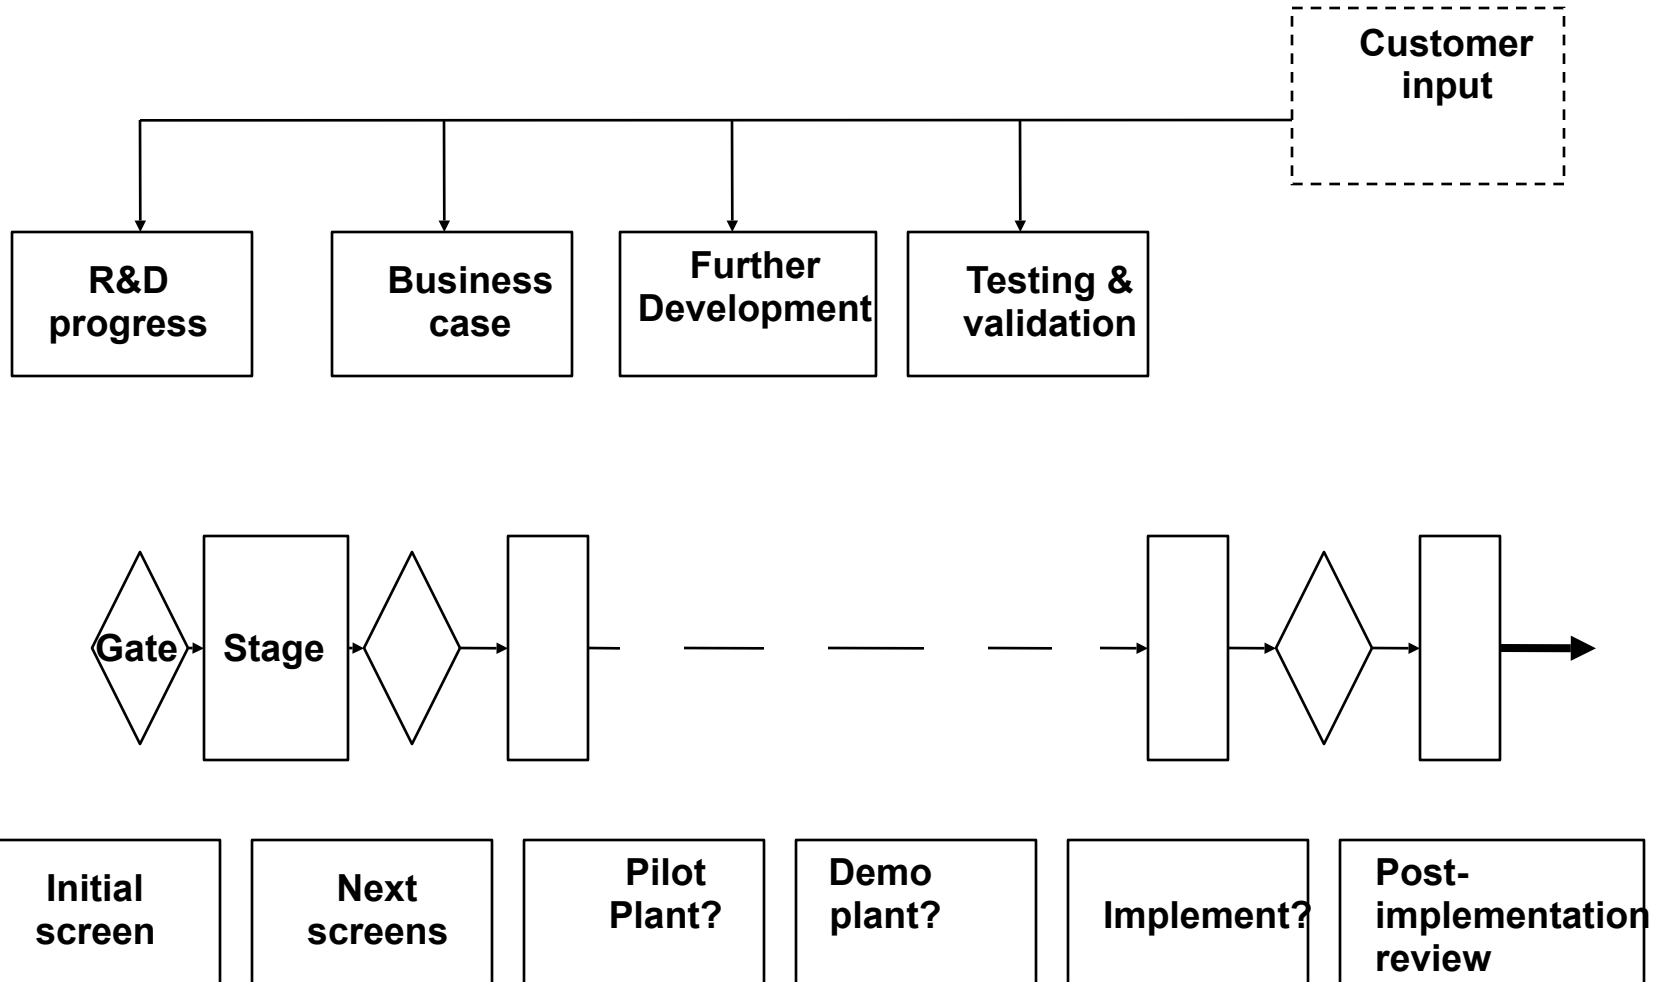 Customer
input
R&D
progress
Business
case
Further
Development
Testing &
validation
Gate
Stage
Initial
screen
Next
screens
Pilot
Plant?
Demo
plant?
Implement?
Post-
implementation
review